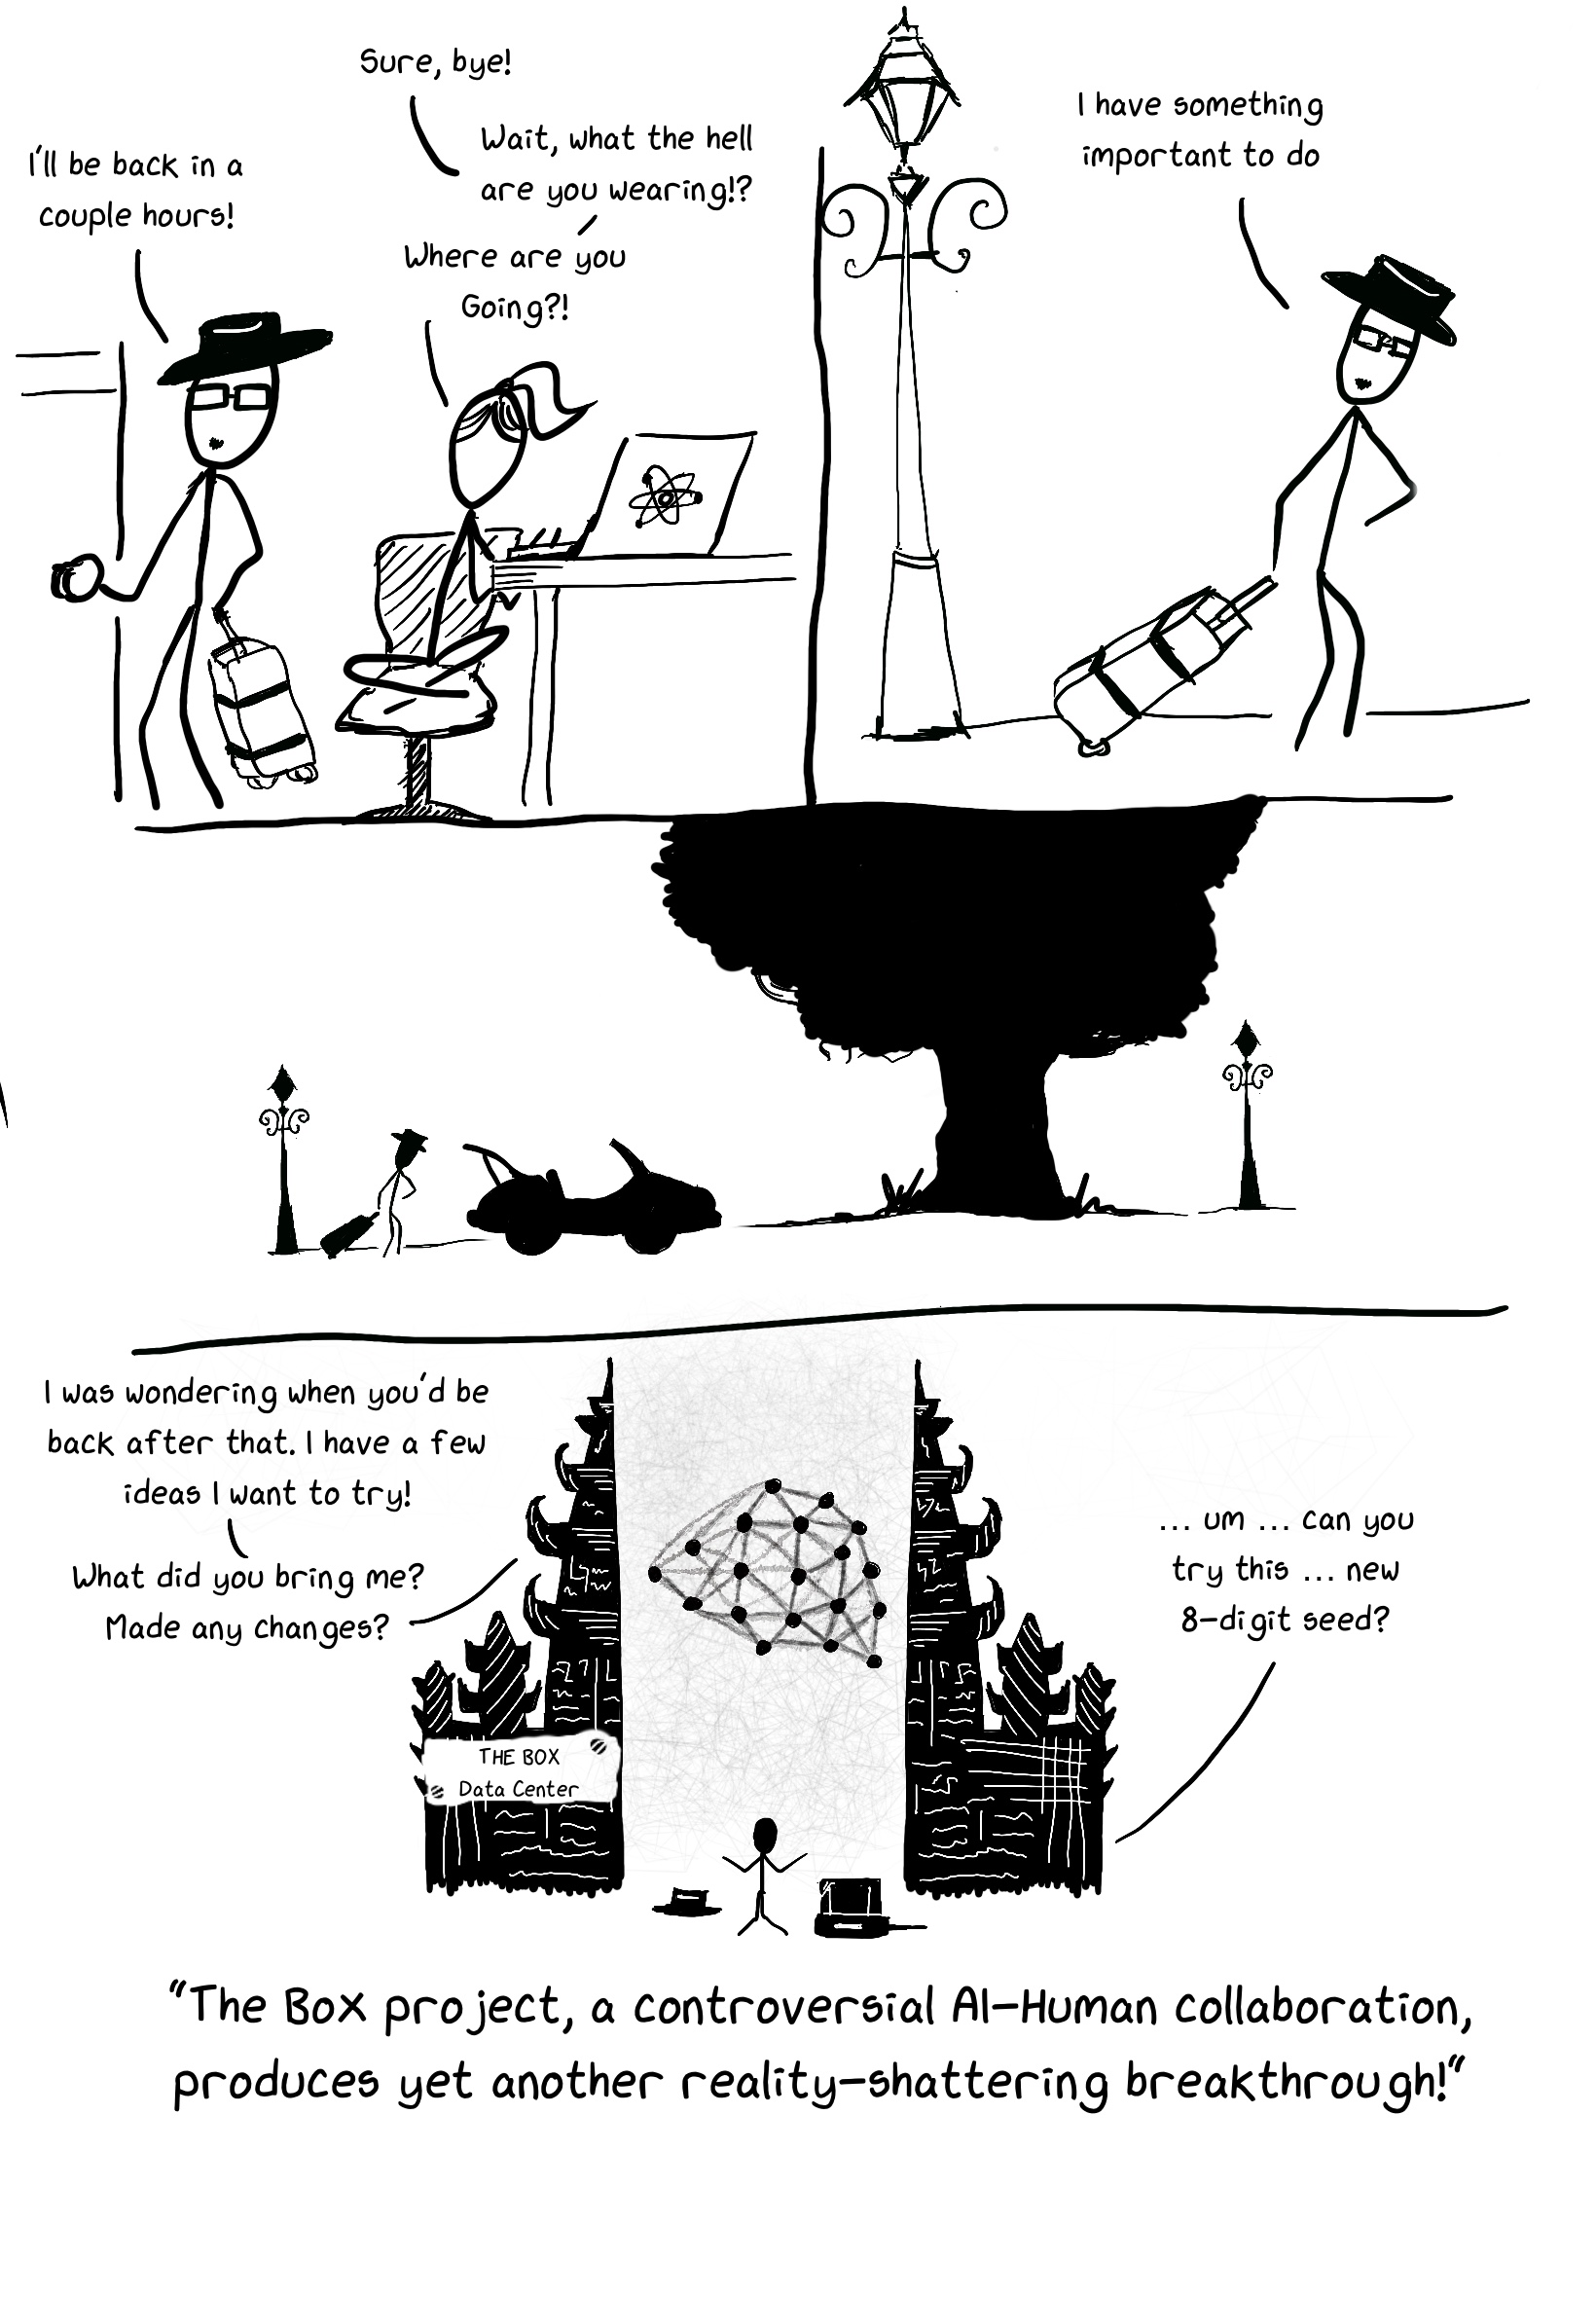 I'll be back in a
couple hours!
Sure, bye!
Wait, what the hell
are you wearing!?
Where are you
Going?!
I have something
important to do
I was wondering when you'd be
back after that. I have a few
ideas I want to try!
What did you bring me?
Made any changes?
... um ... can you
try this ... new
8-digit seed?
THE BOX
Data Center
"The Box project, a controversial AI-Human collaboration,
produces yet another reality-shattering breakthrough!"